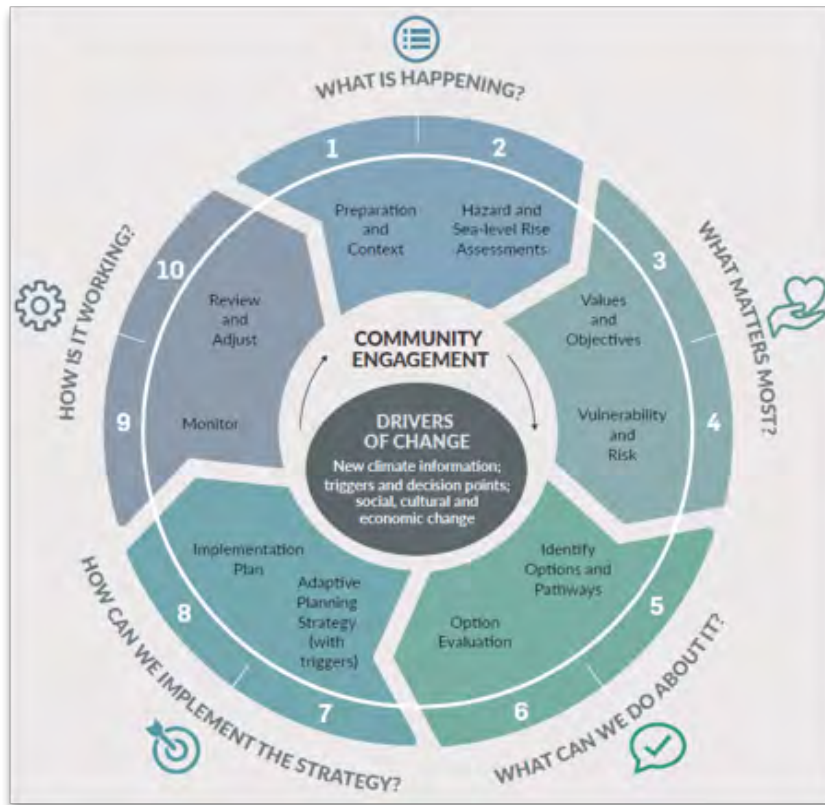 WHAT IS HAPPENING?
1
2
Preparation
and
Context
Hazard and
Sea-level Rise
Assessments
WHAT MATTERS MOST?
3
4
Values
and
Objectives
Vulnerability
and
Risk
WHAT CAN WE DO ABOUT IT?
5
6
Identify
Options and
Pathways
Option
Evaluation
HOW CAN WE IMPLEMENT THE STRATEGY?
7
8
Adaptive
Planning
Strategy
(with
triggers)
Implementation
Plan
HOW IS IT WORKING?
9
10
Monitor
Review
and
Adjust
COMMUNITY
ENGAGEMENT
DRIVERS
OF CHANGE
New climate information;
triggers and decision points;
social, cultural and
economic change